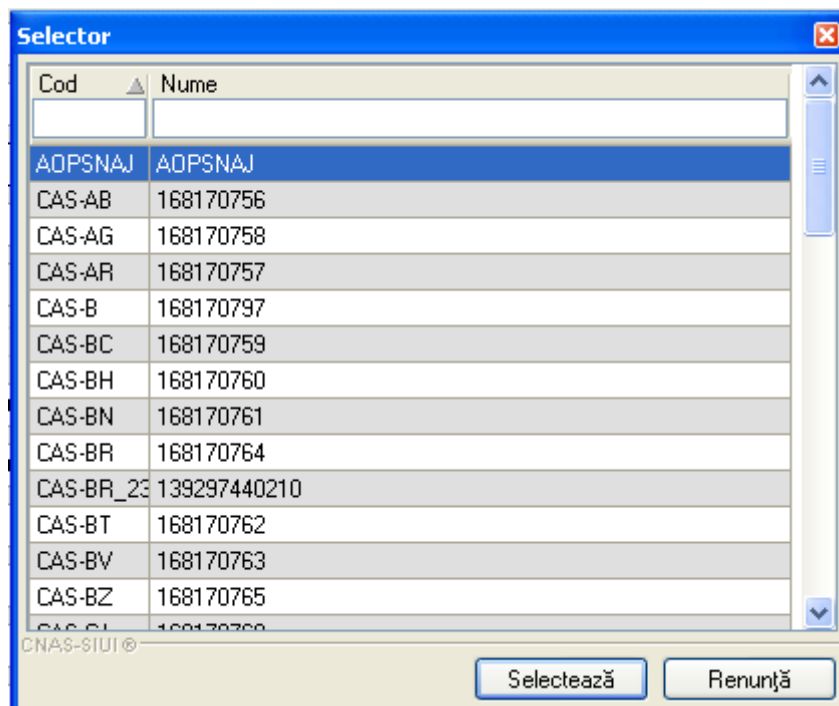 Selector
Cod Nume
AOPSNAJ AOPSNAJ
CAS-AB 168170756
CAS-AG 168170758
CAS-AR 168170757
CAS-B 168170797
CAS-BC 168170759
CAS-BH 168170760
CAS-BN 168170761
CAS-BR 168170764
CAS-BR_23 139297440210
CAS-BT 168170762
CAS-BV 168170763
CAS-BZ 168170765
CNAS-SIUI®
Selectează Renunţă